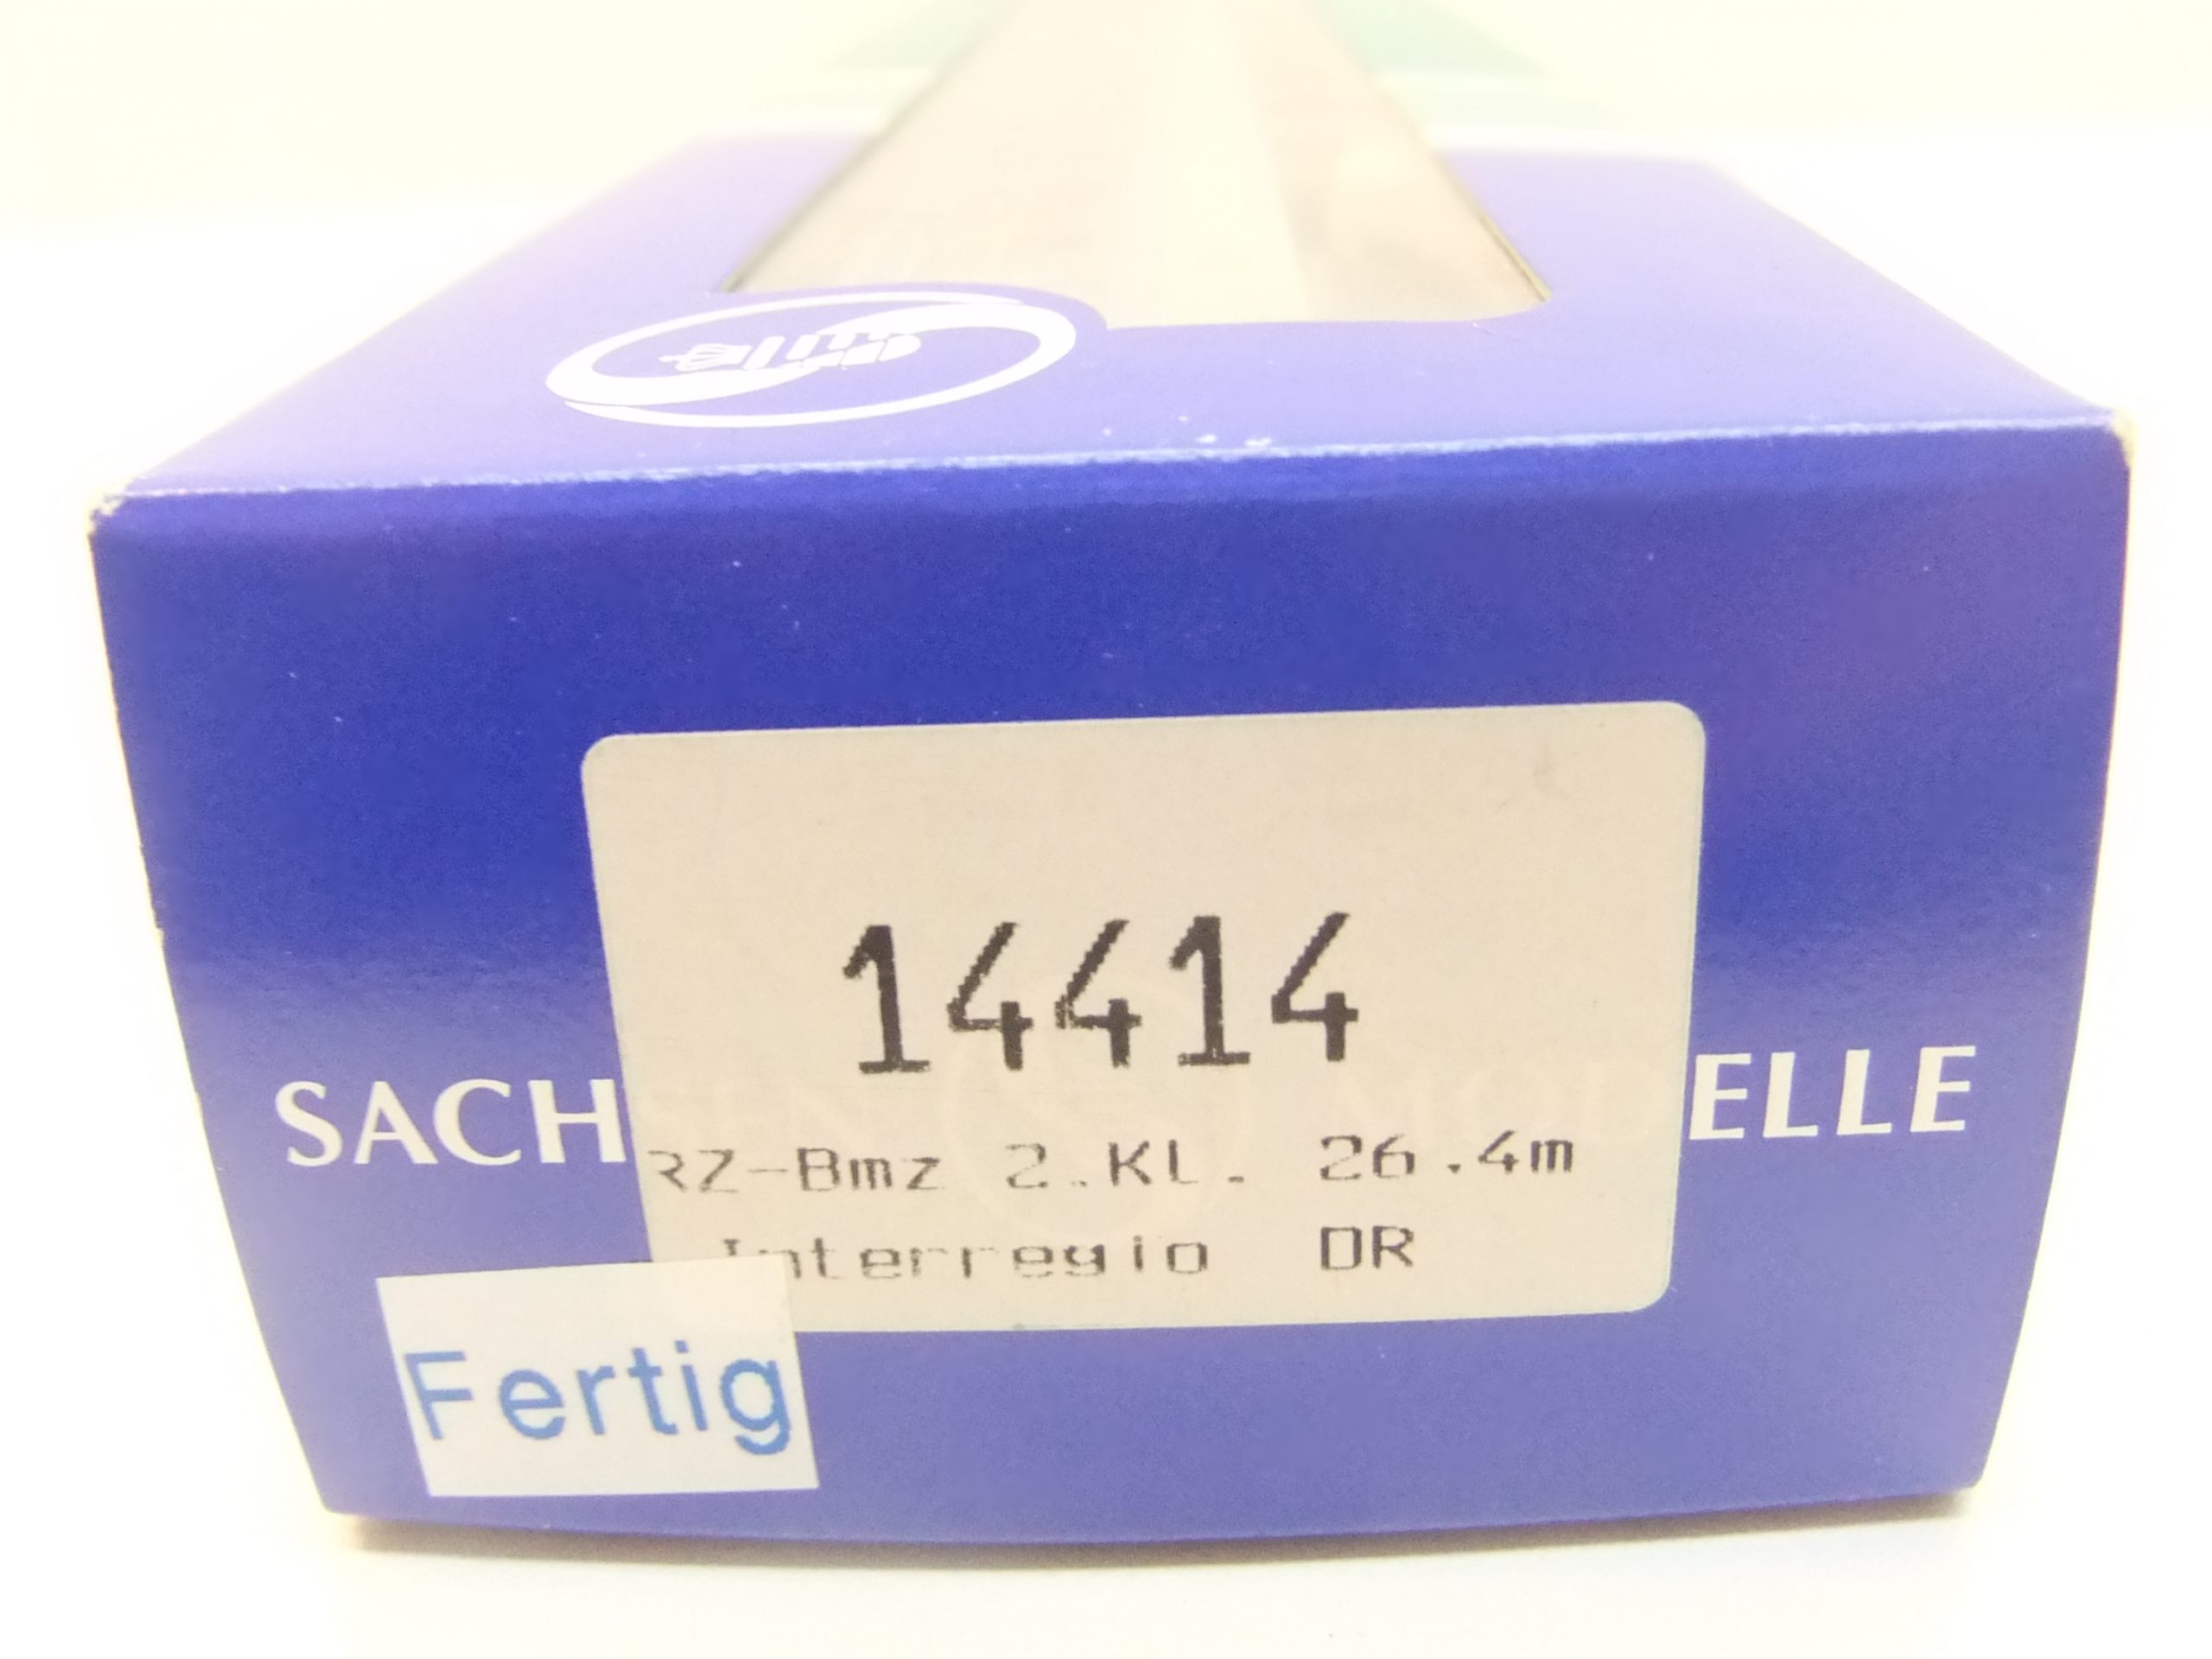 14414
SACH ELLE
RZ-Bmz 2.KL. 26.4m
Interregio DR
Fertig